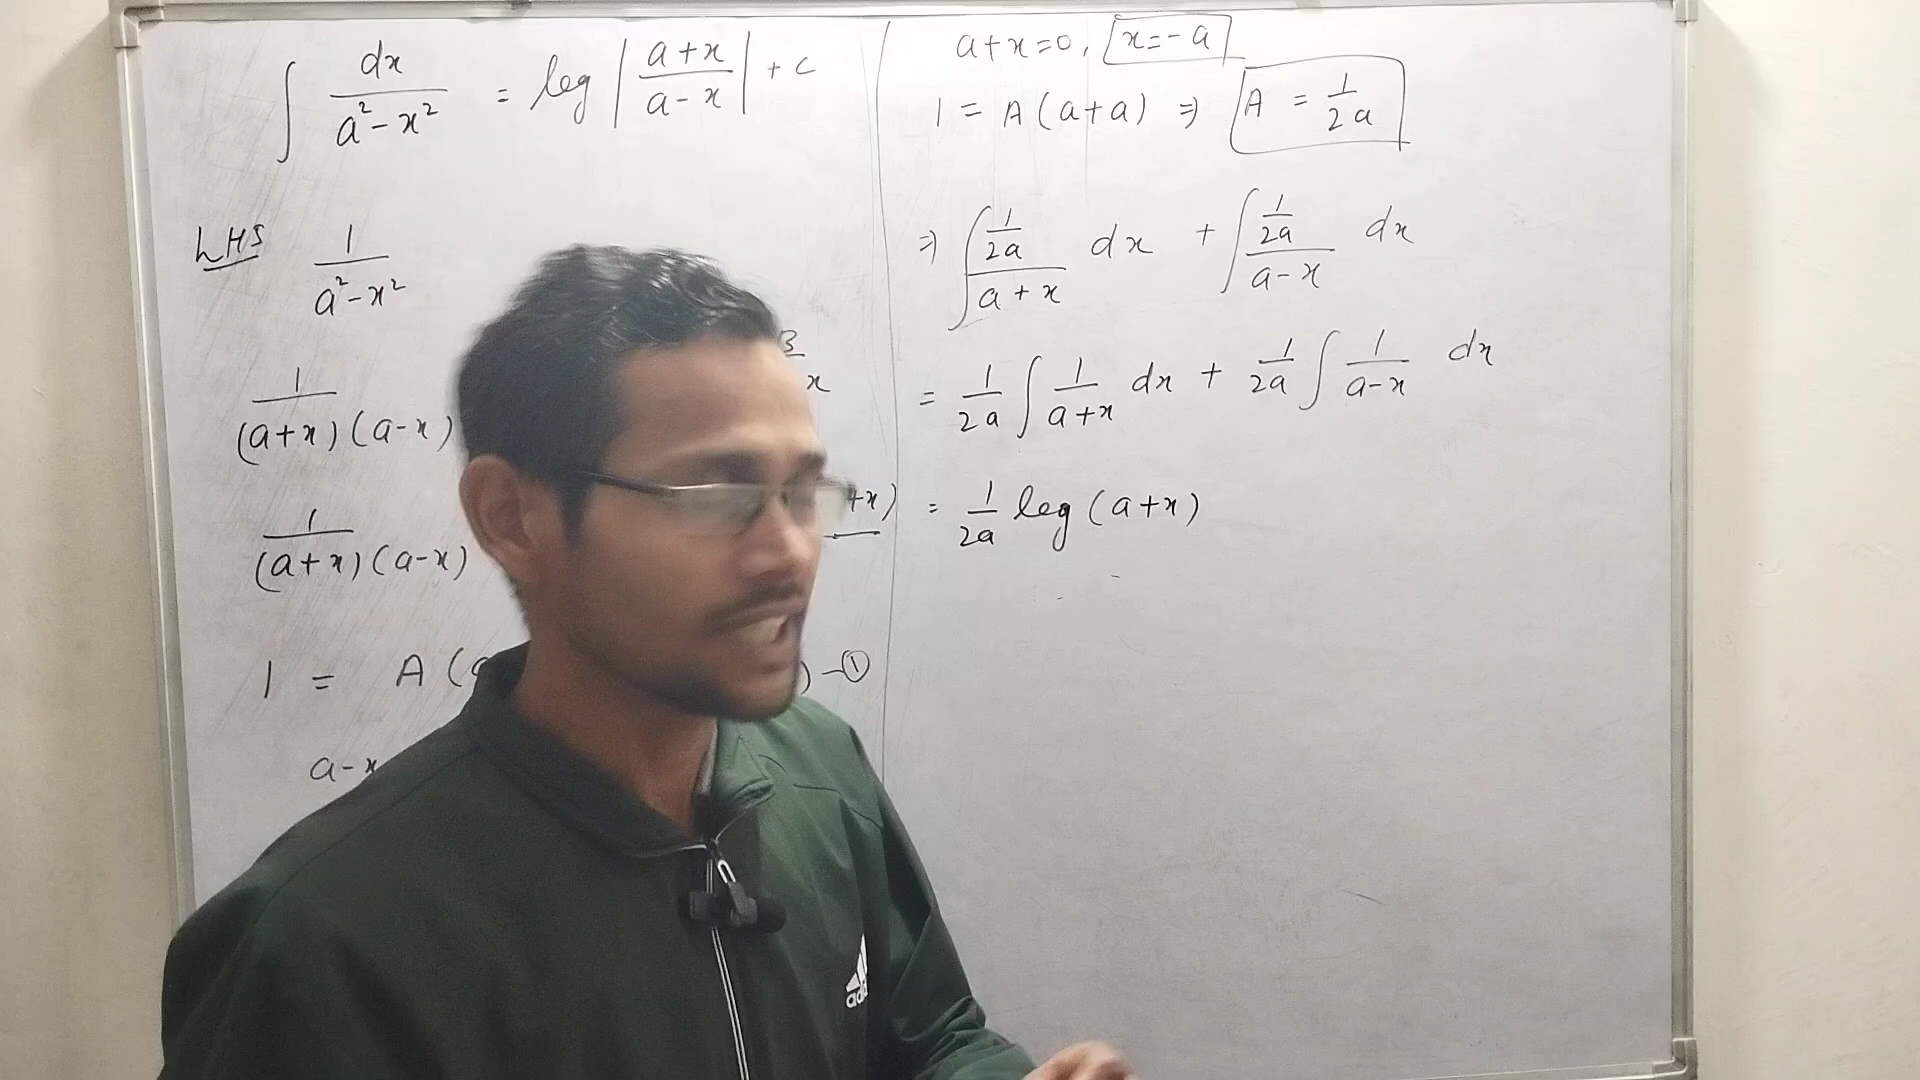 ∫ dx / a² - x² = log | a + x / a - x | + c
LHS 1 / a² - x²
1 / (a+x)(a-x)
B / x
1 / (a+x)(a-x) +x)
1 = A ( ) - ①
a - x
a + x = 0, x = - a
1 = A (a + a) ⇒ A = 1 / 2a
⇒ ∫ 1/2a / a + x dx + ∫ 1/2a / a - x dx
= 1/2a ∫ 1 / a + x dx + 1/2a ∫ 1 / a - x dx
= 1/2a log (a + x)